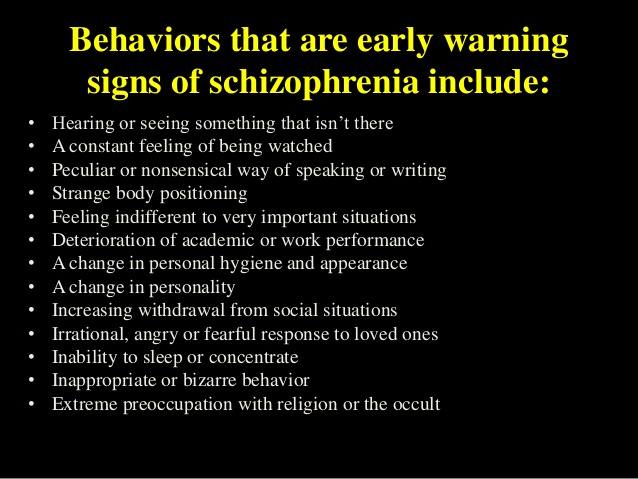 Behaviors that are early warning
signs of schizophrenia include:
• Hearing or seeing something that isn't there
• A constant feeling of being watched
• Peculiar or nonsensical way of speaking or writing
• Strange body positioning
• Feeling indifferent to very important situations
• Deterioration of academic or work performance
• A change in personal hygiene and appearance
• A change in personality
• Increasing withdrawal from social situations
• Irrational, angry or fearful response to loved ones
• Inability to sleep or concentrate
• Inappropriate or bizarre behavior
• Extreme preoccupation with religion or the occult